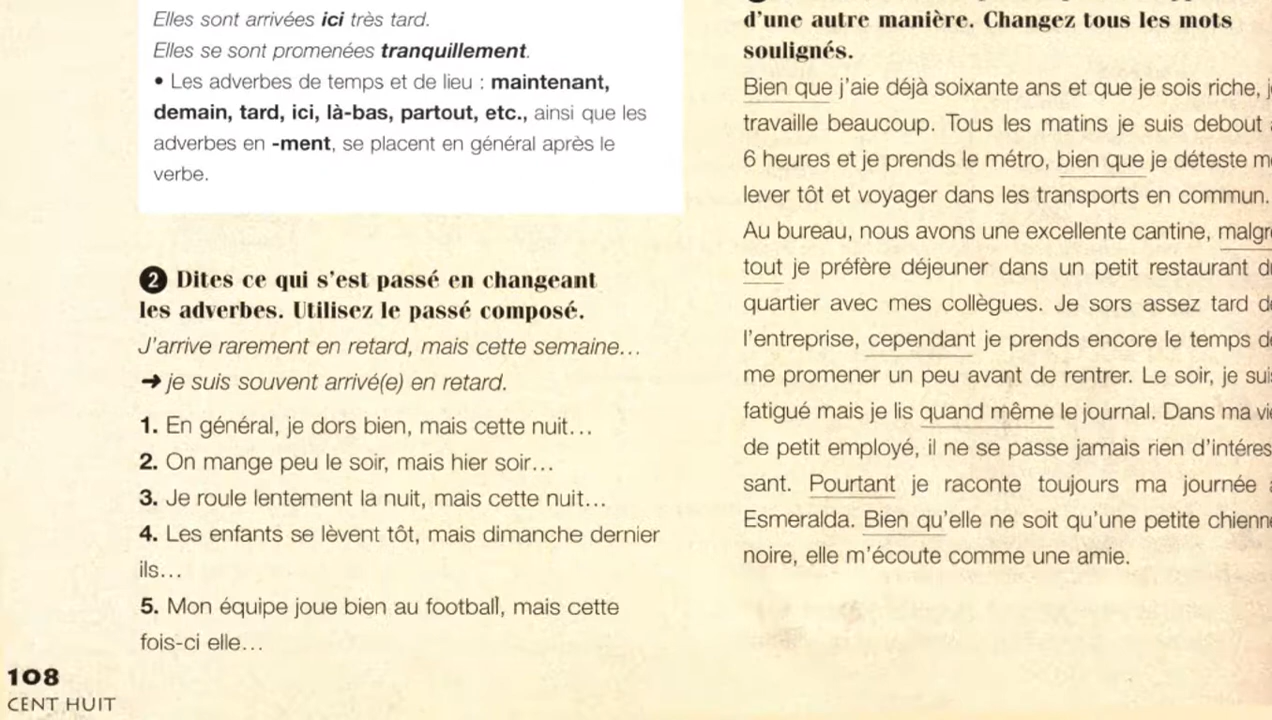 Elles sont arrivées ici très tard.
Elles se sont promenées tranquillement.
• Les adverbes de temps et de lieu : maintenant,
demain, tard, ici, là-bas, partout, etc., ainsi que les
adverbes en -ment, se placent en général après le
verbe.
❷ Dites ce qui s'est passé en changeant
les adverbes. Utilisez le passé composé.
J'arrive rarement en retard, mais cette semaine...
➔ je suis souvent arrivé(e) en retard.
1. En général, je dors bien, mais cette nuit...
2. On mange peu le soir, mais hier soir...
3. Je roule lentement la nuit, mais cette nuit...
4. Les enfants se lèvent tôt, mais dimanche dernier
ils...
5. Mon équipe joue bien au football, mais cette
fois-ci elle...
108
CENT HUIT
d'une autre manière. Changez tous les mots
soulignés.
Bien que j'aie déjà soixante ans et que je sois riche,
travaille beaucoup. Tous les matins je suis debout
6 heures et je prends le métro, bien que je déteste
lever tôt et voyager dans les transports en commun.
Au bureau, nous avons une excellente cantine,
tout je préfère déjeuner dans un petit restaurant
quartier avec mes collègues. Je sors assez tard
l'entreprise, cependant je prends encore le temps
me promener un peu avant de rentrer. Le soir, je
fatigué mais je lis quand même le journal. Dans ma
de petit employé, il ne se passe jamais rien d'intéres
sant. Pourtant je raconte toujours ma journée
Esmeralda. Bien qu'elle ne soit qu'une petite
noire, elle m'écoute comme une amie.